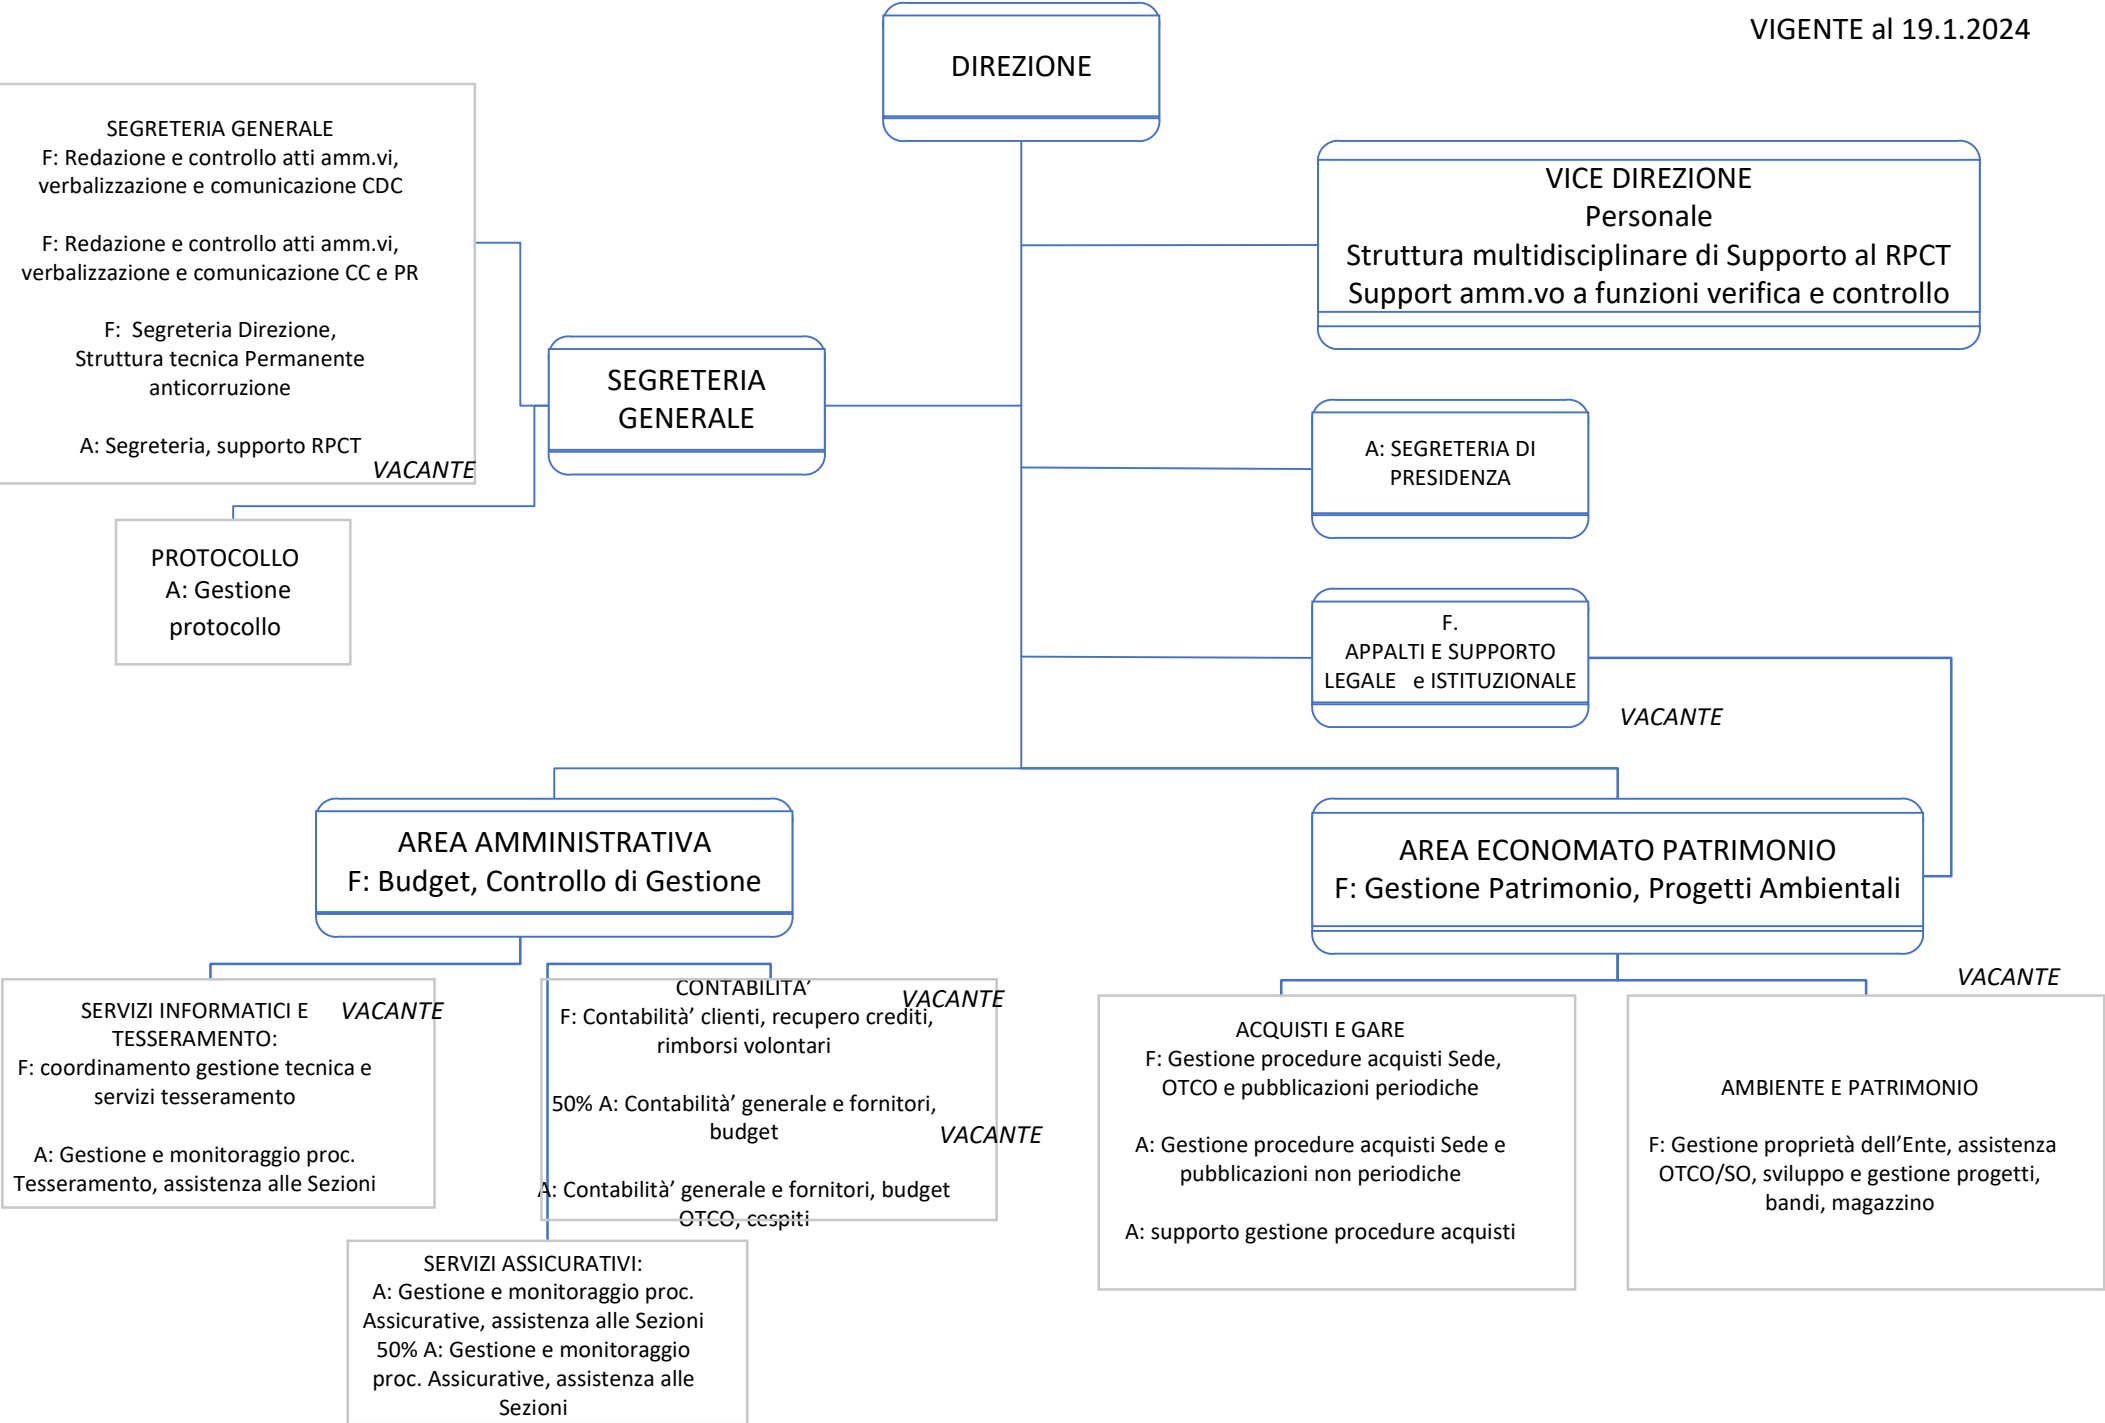 VIGENTE al 19.1.2024
DIREZIONE
SEGRETERIA GENERALE
F: Redazione e controllo atti amm.vi,
verbalizzazione e comunicazione CDC
F: Redazione e controllo atti amm.vi,
verbalizzazione e comunicazione CC e PR
F:  Segreteria Direzione,
Struttura tecnica Permanente
anticorruzione
A: Segreteria, supporto RPCT
VACANTE
VICE DIREZIONE
Personale
Struttura multidisciplinare di Supporto al RPCT
Support amm.vo a funzioni verifica e controllo
SEGRETERIA
GENERALE
A: SEGRETERIA DI
PRESIDENZA
PROTOCOLLO
A: Gestione
protocollo
F.
APPALTI E SUPPORTO
LEGALE   e ISTITUZIONALE
VACANTE
AREA AMMINISTRATIVA
F: Budget, Controllo di Gestione
AREA ECONOMATO PATRIMONIO
F: Gestione Patrimonio, Progetti Ambientali
SERVIZI INFORMATICI E
TESSERAMENTO:
F: coordinamento gestione tecnica e
servizi tesseramento
A: Gestione e monitoraggio proc.
Tesseramento, assistenza alle Sezioni
VACANTE
CONTABILITA’
F: Contabilità’ clienti, recupero crediti,
rimborsi volontari
50% A: Contabilità’ generale e fornitori,
budget
A: Contabilità’ generale e fornitori, budget
OTCO, cespiti
VACANTE
VACANTE
SERVIZI ASSICURATIVI:
A: Gestione e monitoraggio proc.
Assicurative, assistenza alle Sezioni
50% A: Gestione e monitoraggio
proc. Assicurative, assistenza alle
Sezioni
ACQUISTI E GARE
F: Gestione procedure acquisti Sede,
OTCO e pubblicazioni periodiche
A: Gestione procedure acquisti Sede e
pubblicazioni non periodiche
A: supporto gestione procedure acquisti
VACANTE
AMBIENTE E PATRIMONIO
F: Gestione proprietà dell’Ente, assistenza
OTCO/SO, sviluppo e gestione progetti,
bandi, magazzino